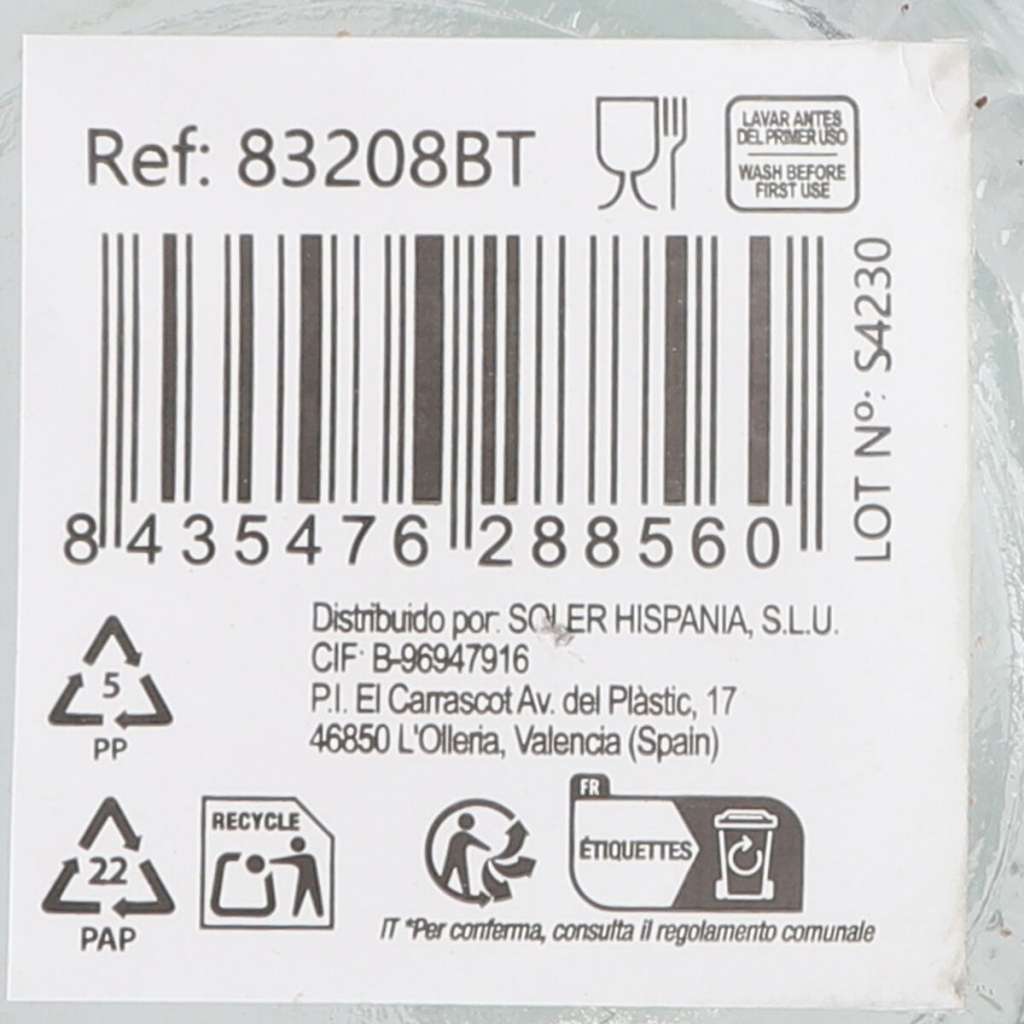 Ref: 83208BT
LAVAR ANTES
DEL PRIMER USO
WASH BEFORE
FIRST USE
LOT Nº: S4230
8 435476 288560
Distribuido por: SOLER HISPANIA, S.L.U.
CIF: B-96947916
P.I. El Carrascot Av. del Plàstic, 17
46850 L'Olleria, Valencia (Spain)
5
PP
22
PAP
RECYCLE
FR
ÉTIQUETTES
IT *Per conferma, consulta il regolamento comunale